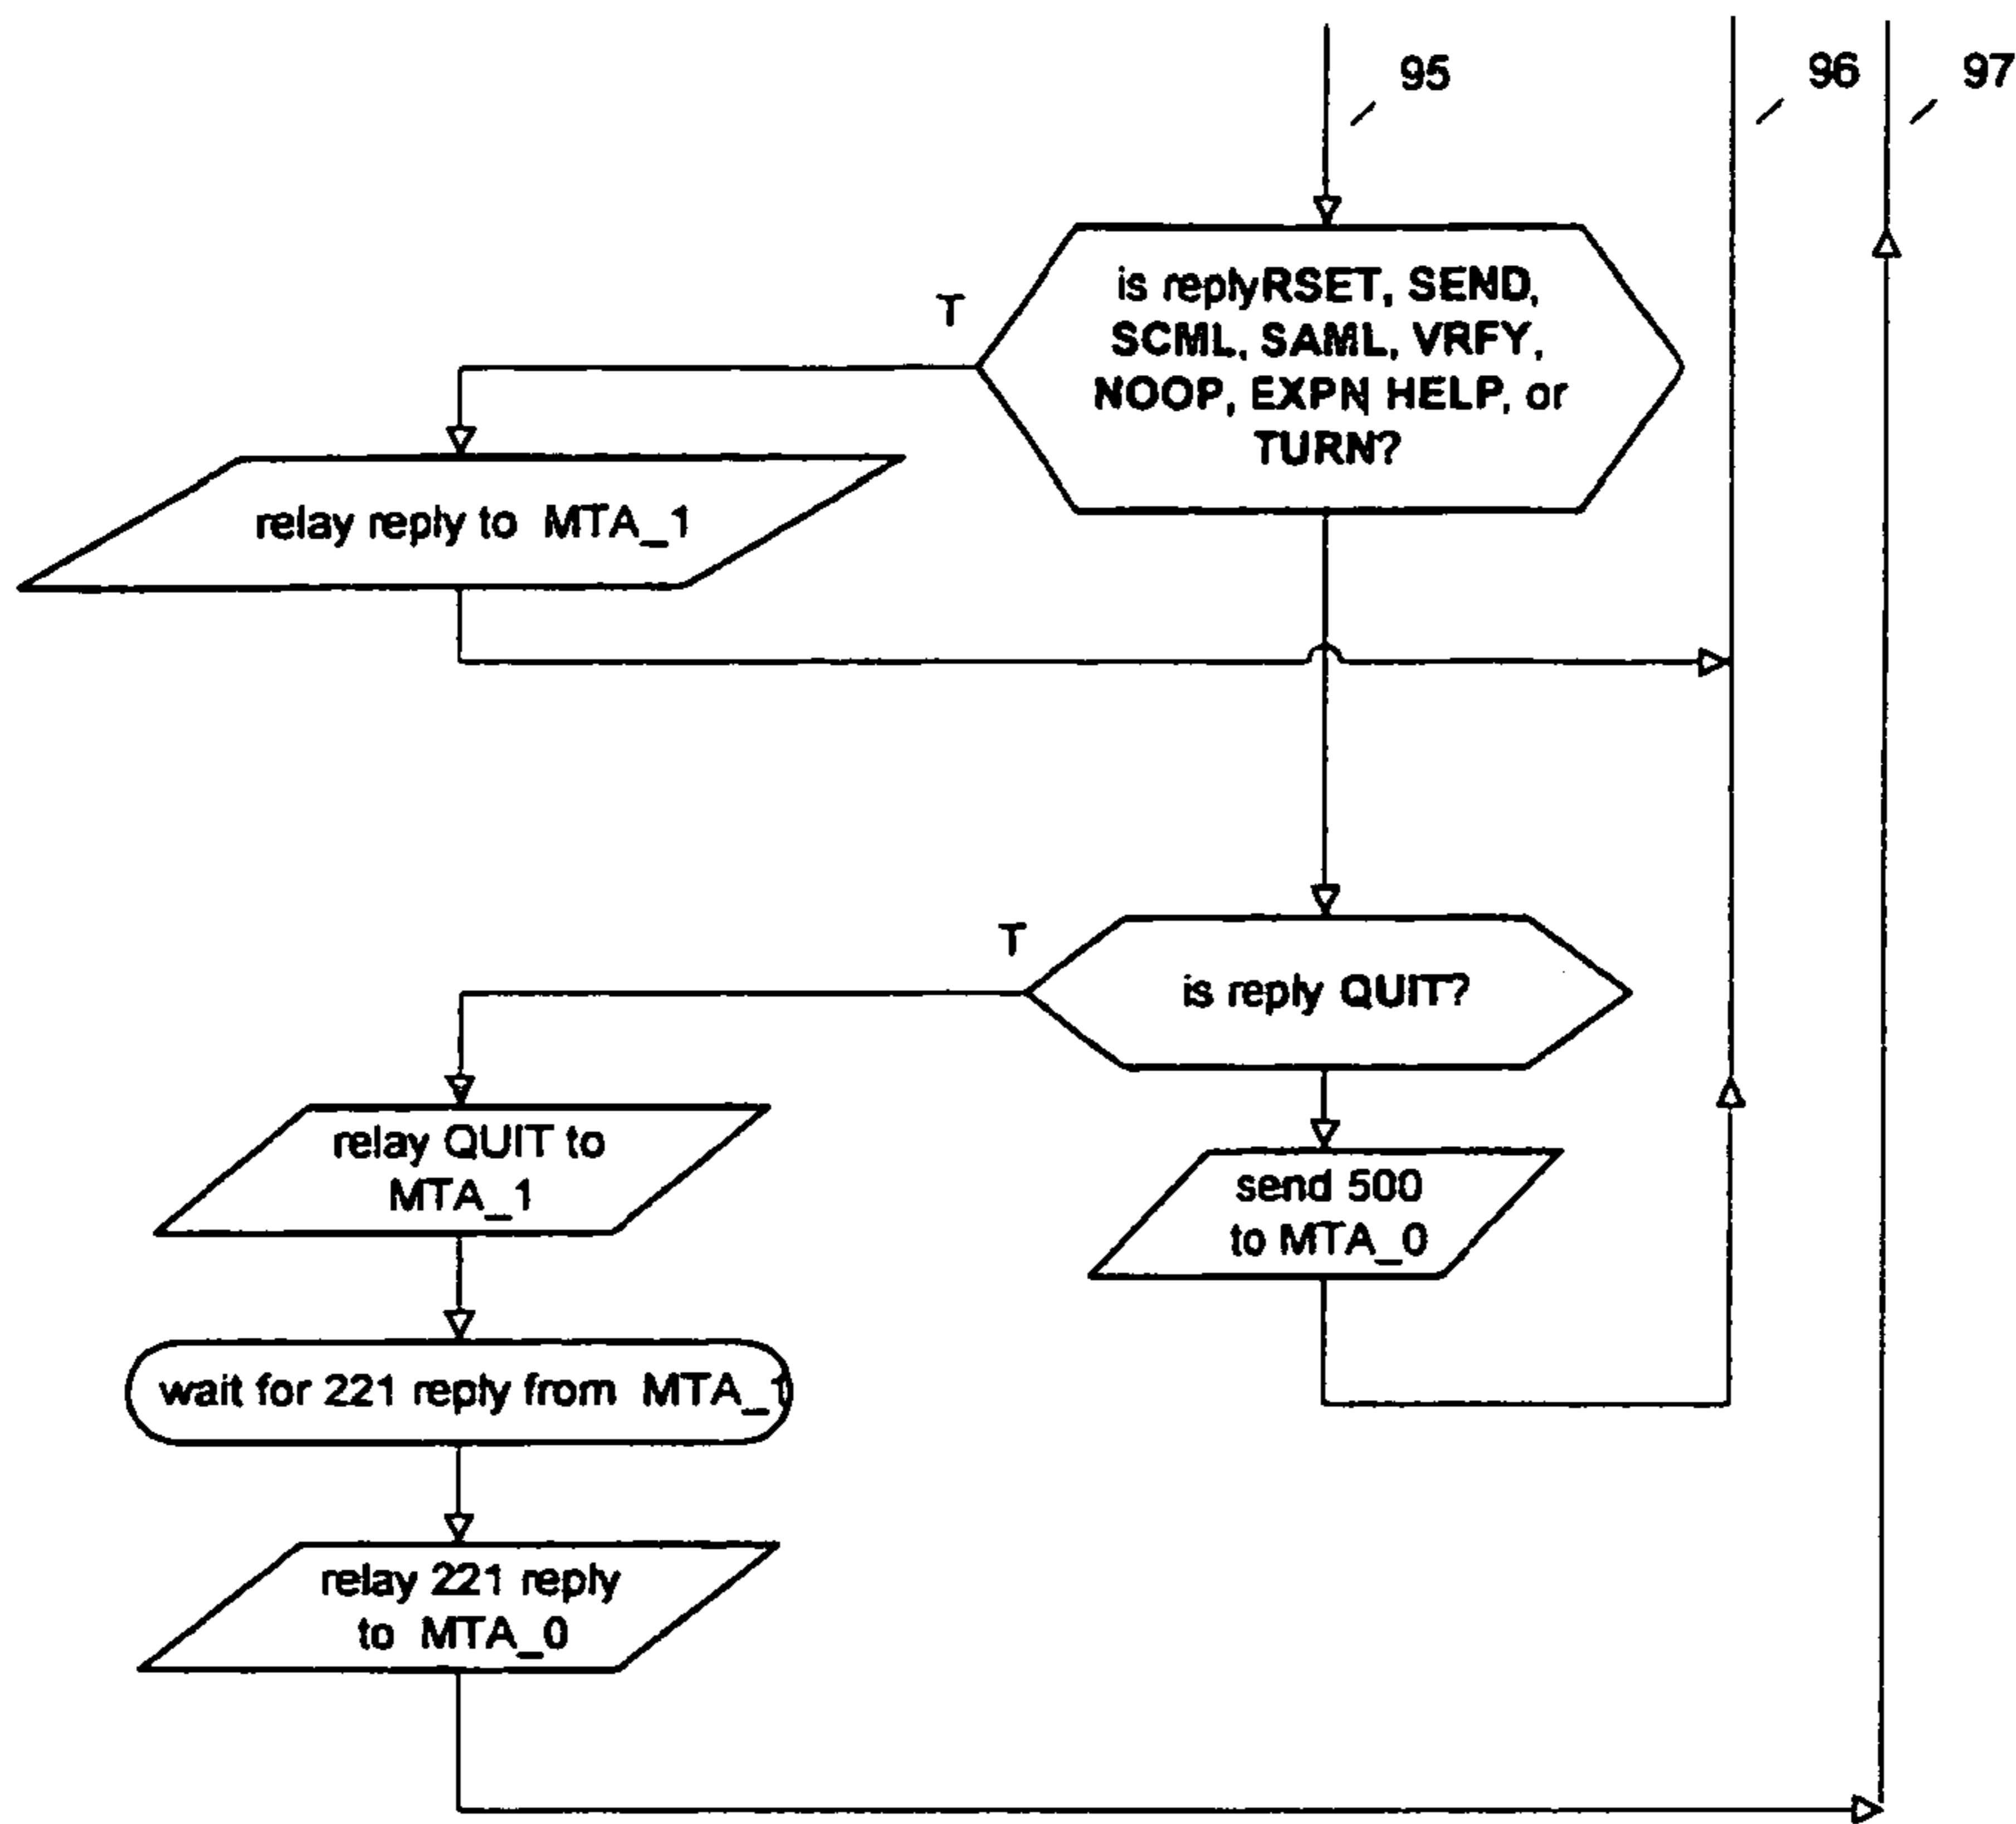 95
96
97
is replyRSET, SEND,
SCML, SAML, VRFY,
NOOP, EXPN HELP, or
TURN?
T
relay reply to MTA_1
T
is reply QUIT?
relay QUIT to
MTA_1
send 500
to MTA_0
wait for 221 reply from MTA_1
relay 221 reply
to MTA_0